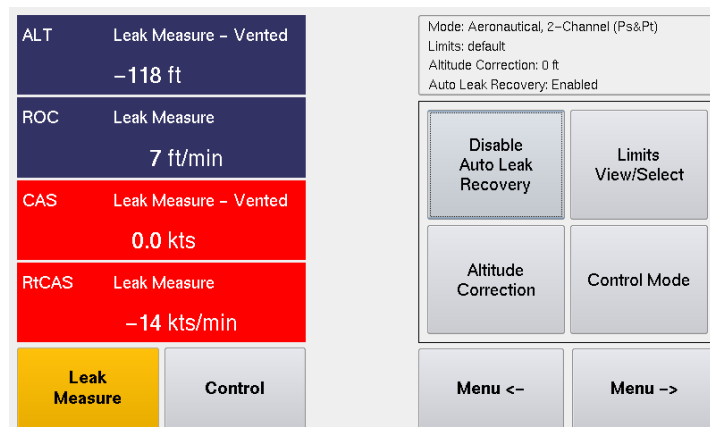 ALT Leak Measure – Vented
–118 ft
ROC Leak Measure
7 ft/min
CAS Leak Measure – Vented
0.0 kts
RtCAS Leak Measure
–14 kts/min
Leak
Measure
Control
Mode: Aeronautical, 2–Channel (Ps&Pt)
Limits: default
Altitude Correction: 0 ft
Auto Leak Recovery: Enabled
Disable
Auto Leak
Recovery
Limits
View/Select
Altitude
Correction
Control Mode
Menu <–
Menu –>